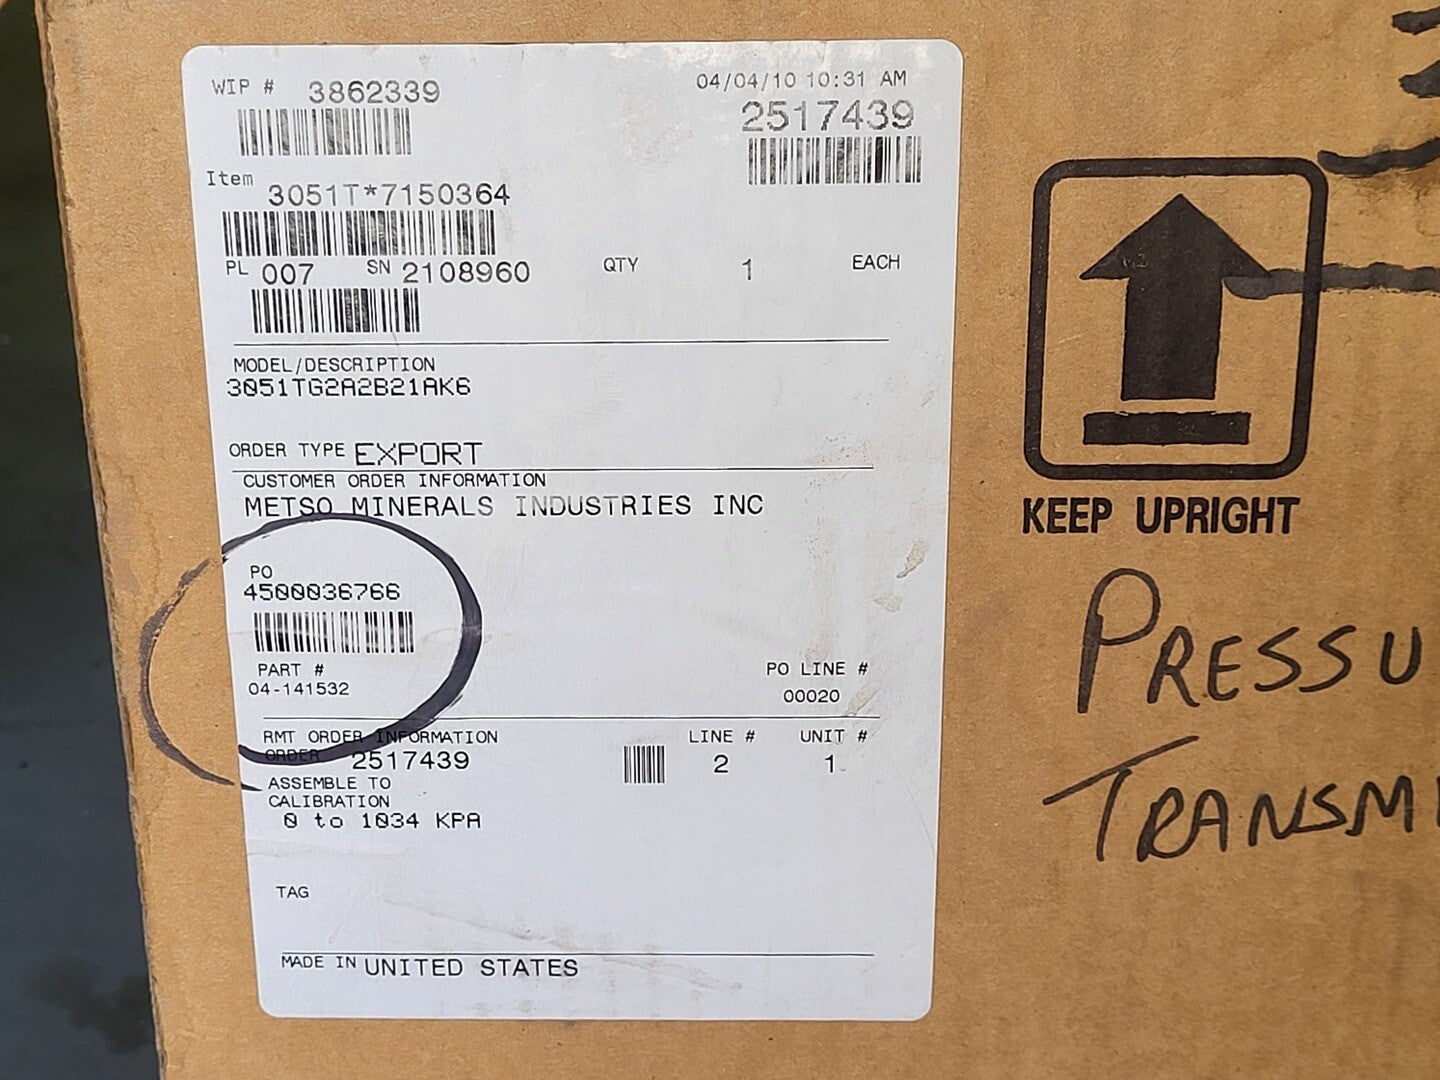 WIP # 3862339
04/04/10 10:31 AM
2517439
Item 3051T*7150364
PL 007 SN 2108960 QTY 1 EACH
MODEL/DESCRIPTION
3051TG2A2B21AK6
ORDER TYPE EXPORT
CUSTOMER ORDER INFORMATION
METSO MINERALS INDUSTRIES INC
PO
4500036766
PART # PO LINE #
04-141532 00020
RMT ORDER INFORMATION LINE # UNIT #
ORDER 2517439 2 1
ASSEMBLE TO
CALIBRATION
0 to 1034 KPA
TAG
MADE IN UNITED STATES
KEEP UPRIGHT
PRESSU
TRANSM